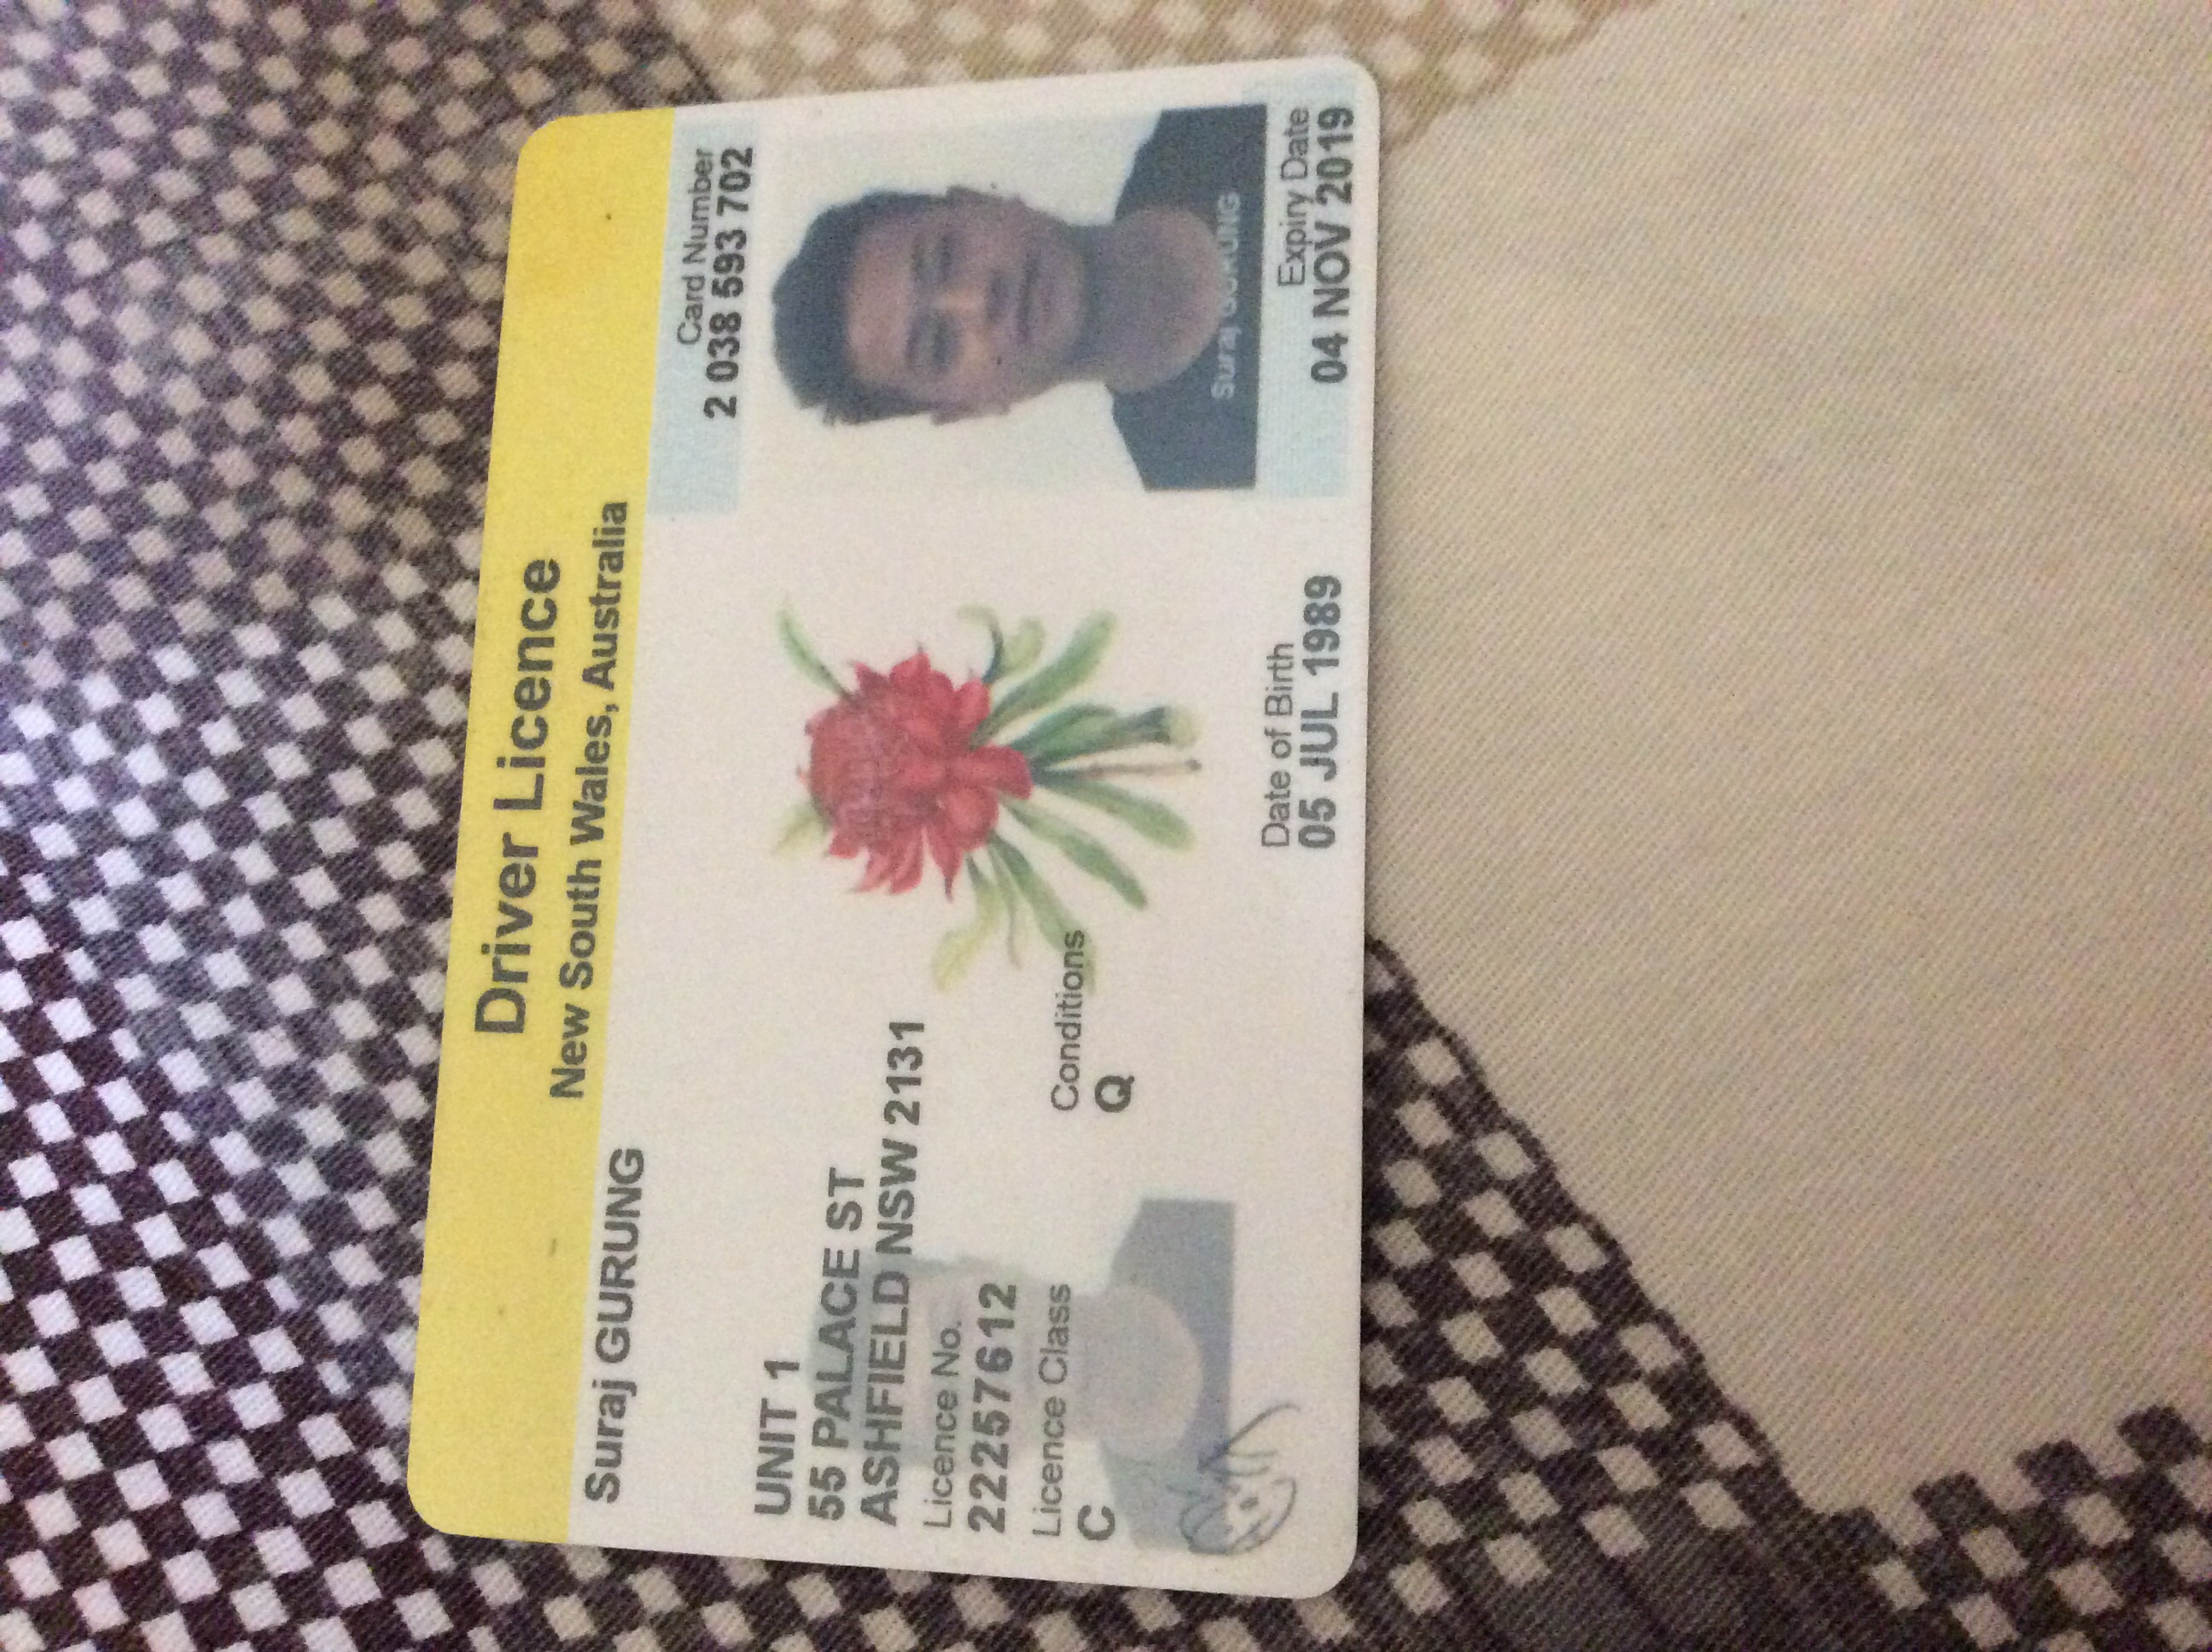 Driver Licence
New South Wales, Australia
Suraj GURUNG
Card Number
2 038 593 702
UNIT 1
55 PALACE ST
ASHFIELD NSW 2131
Licence No.
22257612
Licence Class
C
Conditions
Q
Suraj GURUNG
Date of Birth
05 JUL 1989
Expiry Date
04 NOV 2019